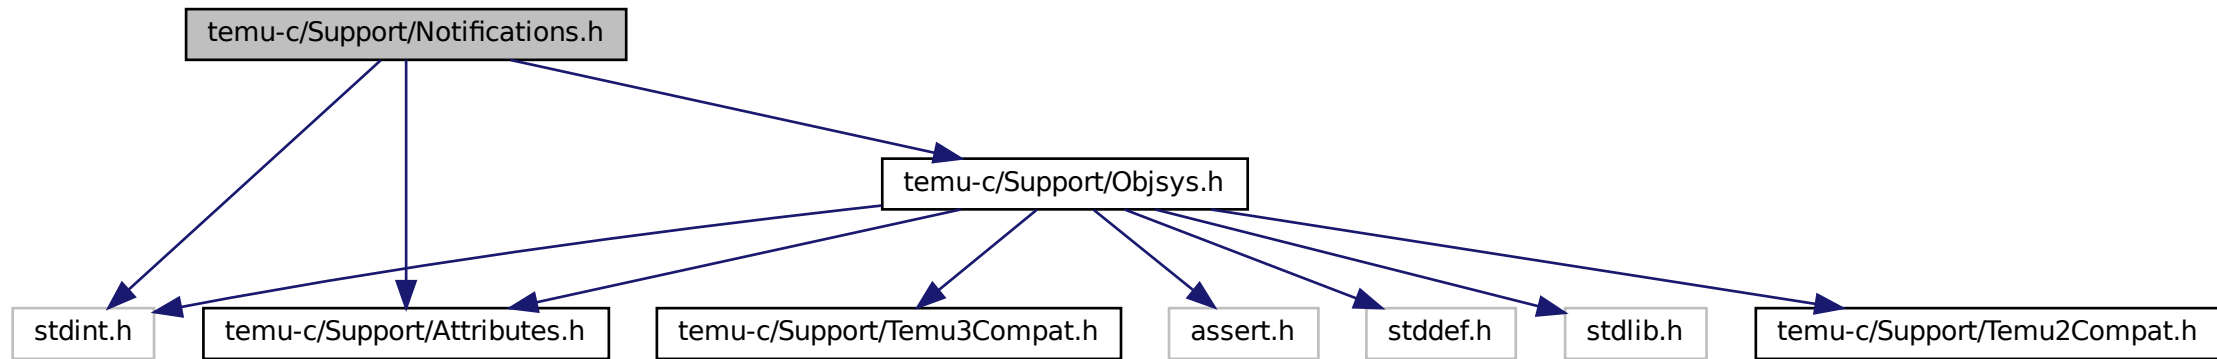 temu-c/Support/Notifications.h
temu-c/Support/Objsys.h
stdint.h
temu-c/Support/Attributes.h
temu-c/Support/Temu3Compat.h
assert.h
stddef.h
stdlib.h
temu-c/Support/Temu2Compat.h